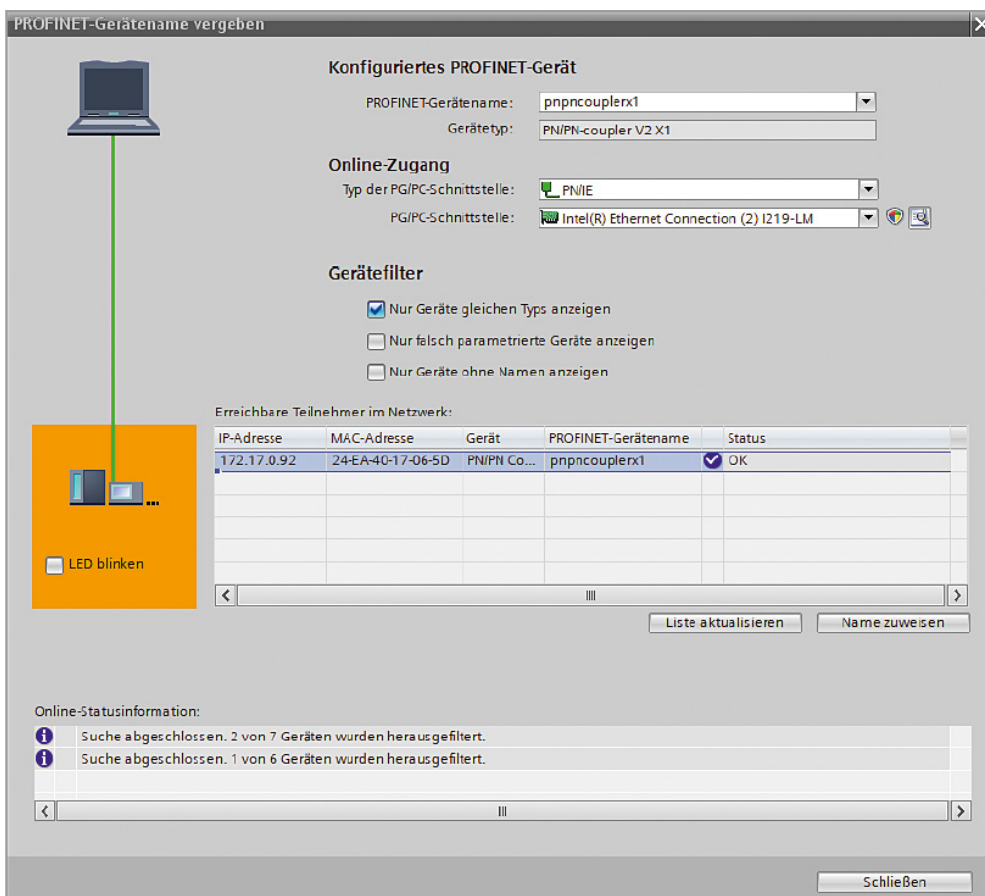 PROFINET-Gerätename vergeben
Konfiguriertes PROFINET-Gerät
PROFINET-Gerätename: pnpncouplerx1
Gerätetyp: PN/PN-coupler V2 X1
Online-Zugang
Typ der PG/PC-Schnittstelle: PN/IE
PG/PC-Schnittstelle: Intel(R) Ethernet Connection (2) I219-LM
Gerätefilter
Nur Geräte gleichen Typs anzeigen
Nur falsch parametrierte Geräte anzeigen
Nur Geräte ohne Namen anzeigen
Erreichbare Teilnehmer im Netzwerk:
IP-Adresse MAC-Adresse Gerät PROFINET-Gerätename Status
172.17.0.92 24-EA-40-17-06-5D PN/PN Co... pnpncouplerx1 OK
LED blinken
Liste aktualisieren Name zuweisen
Online-Statusinformation:
Suche abgeschlossen. 2 von 7 Geräten wurden herausgefiltert.
Suche abgeschlossen. 1 von 6 Geräten wurden herausgefiltert.
Schließen